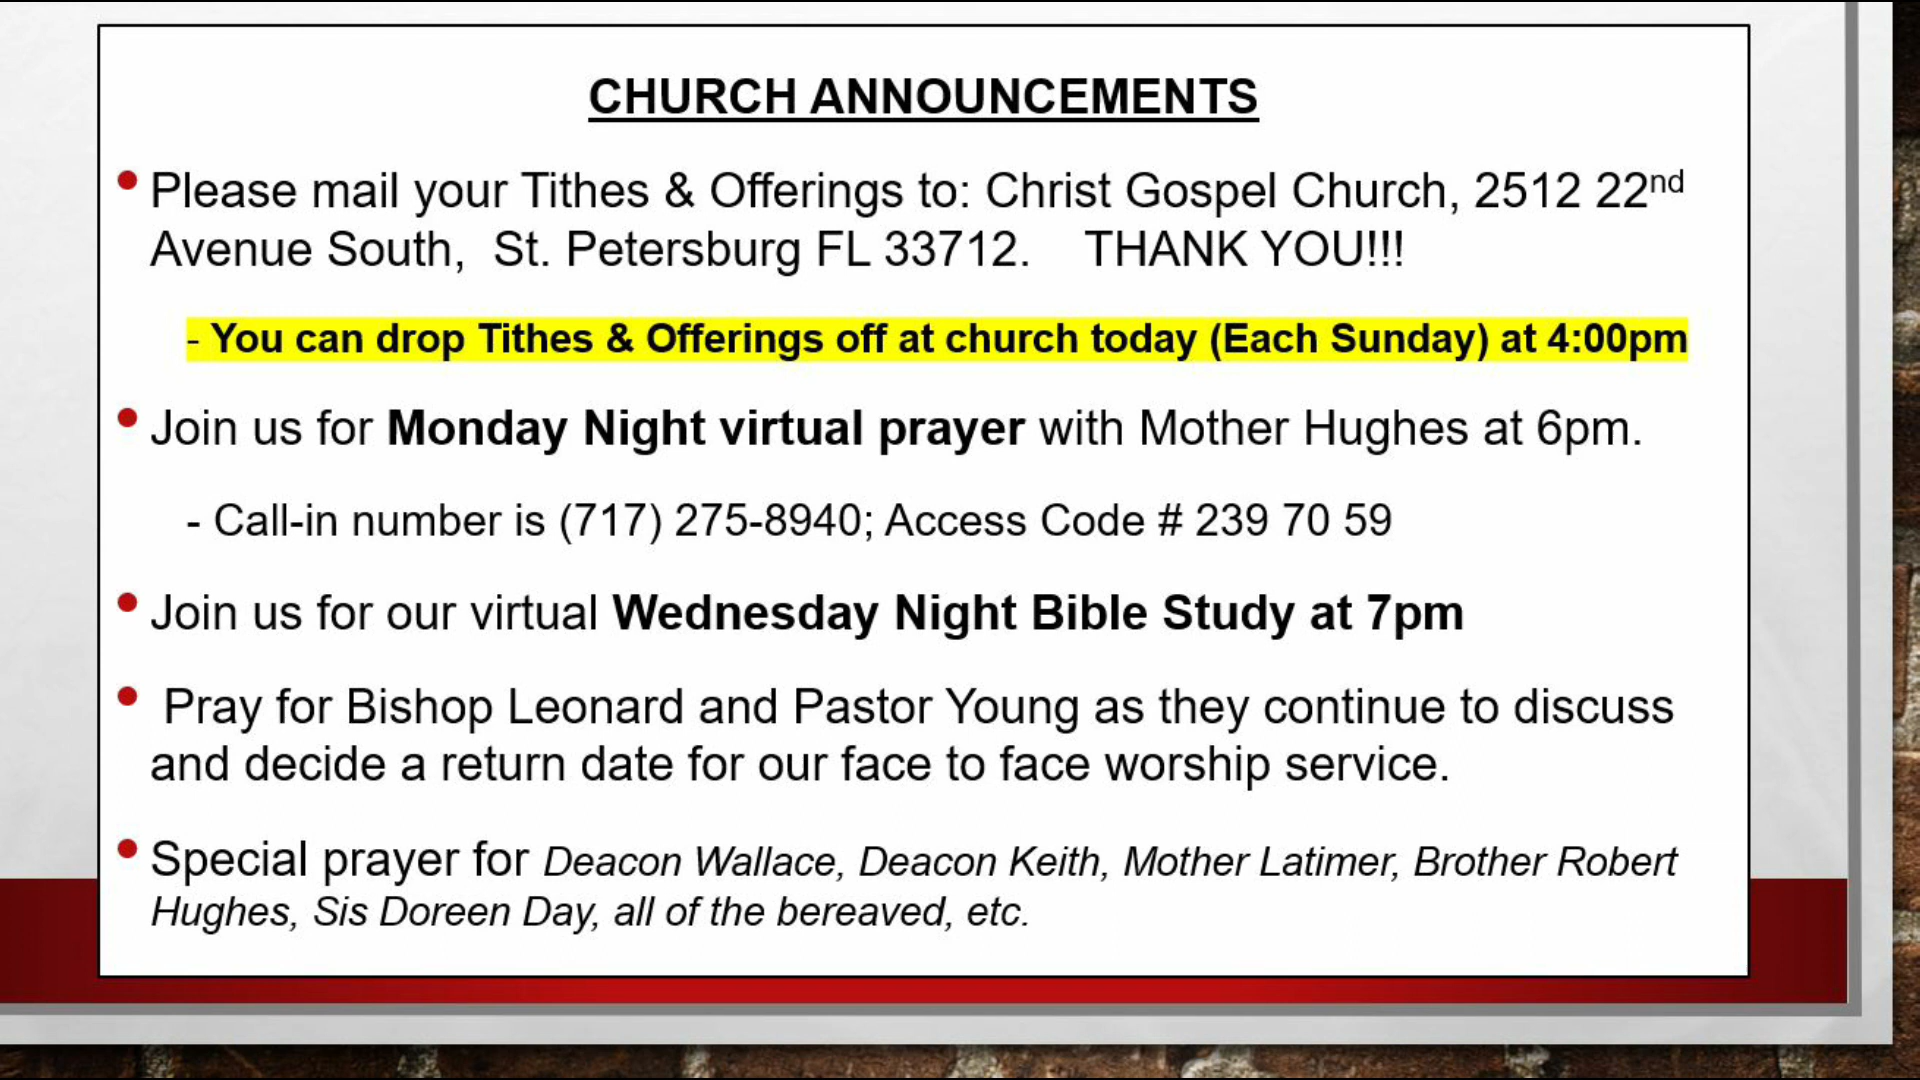 CHURCH ANNOUNCEMENTS
• Please mail your Tithes & Offerings to: Christ Gospel Church, 2512 22nd
Avenue South,  St. Petersburg FL 33712.    THANK YOU!!!
- You can drop Tithes & Offerings off at church today (Each Sunday) at 4:00pm
• Join us for Monday Night virtual prayer with Mother Hughes at 6pm.
- Call-in number is (717) 275-8940; Access Code # 239 70 59
• Join us for our virtual Wednesday Night Bible Study at 7pm
• Pray for Bishop Leonard and Pastor Young as they continue to discuss
and decide a return date for our face to face worship service.
• Special prayer for Deacon Wallace, Deacon Keith, Mother Latimer, Brother Robert
Hughes, Sis Doreen Day, all of the bereaved, etc.